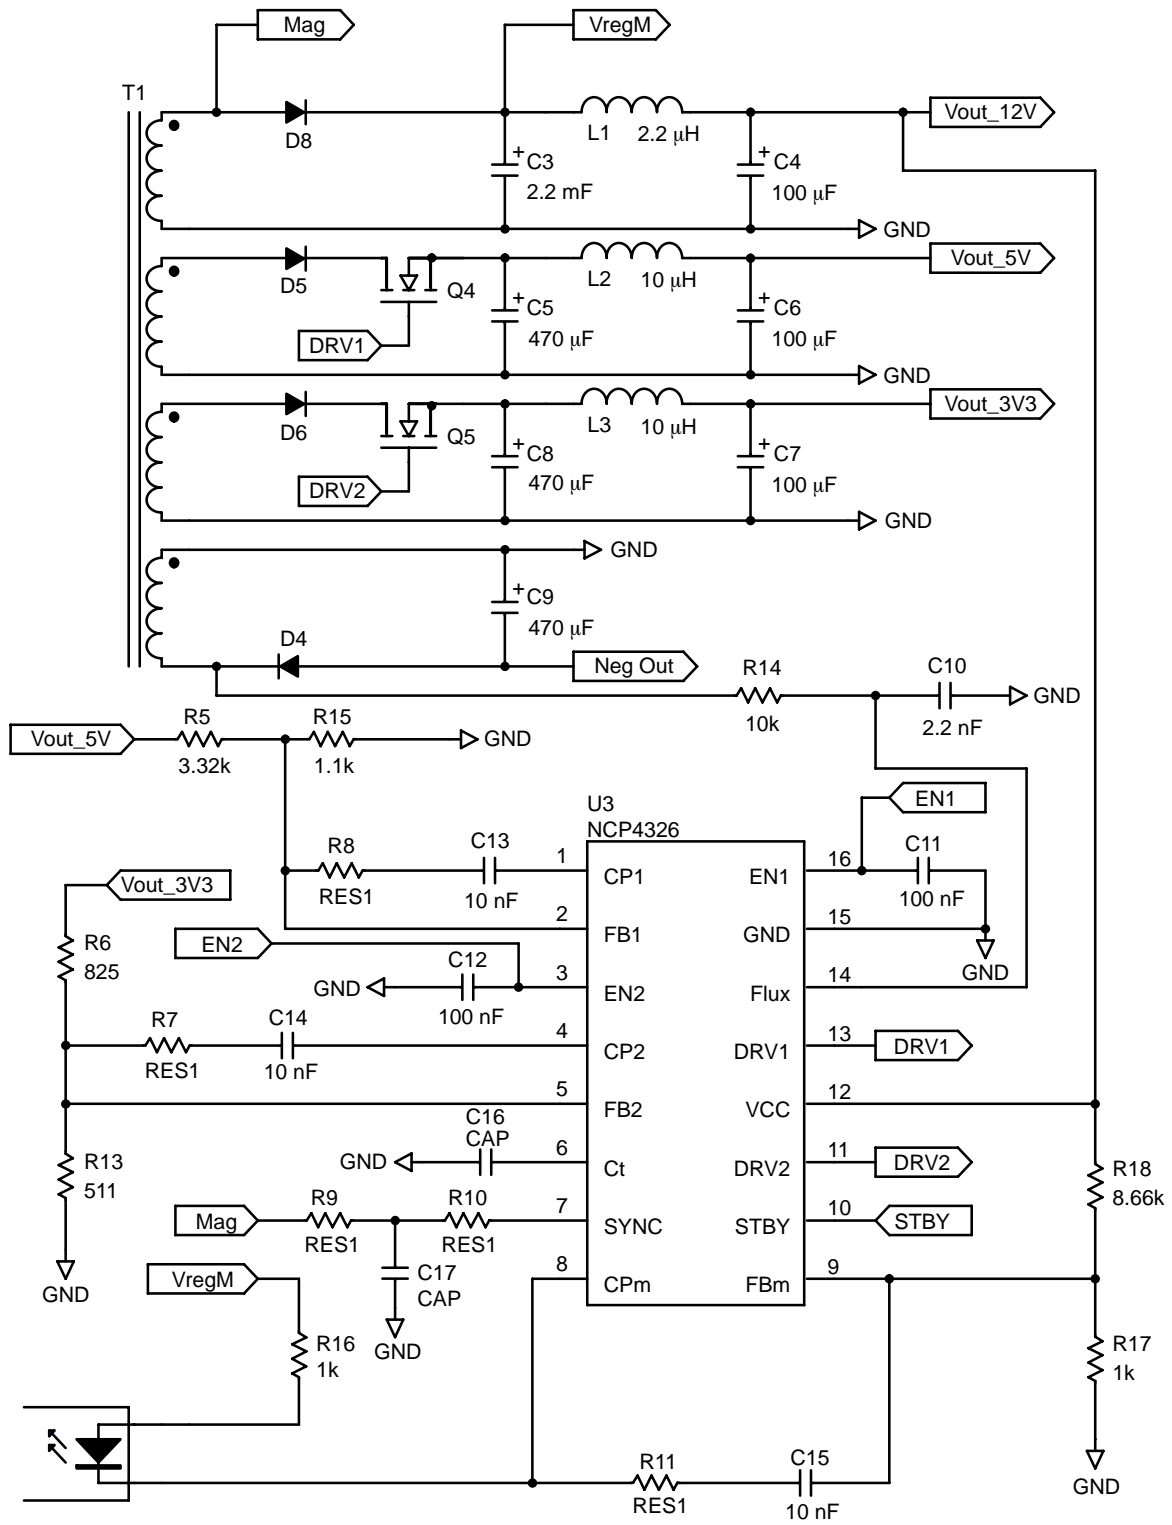 Mag
VregM
T1
D8
L1
2.2 μH
Vout_12V
+
C3
2.2 mF
+
C4
100 μF
GND
D5
Q4
L2
10 μH
Vout_5V
DRV1
+
C5
470 μF
+
C6
100 μF
GND
D6
Q5
L3
10 μH
Vout_3V3
DRV2
+
C8
470 μF
+
C7
100 μF
GND
GND
+
C9
470 μF
D4
Neg Out
R14
10k
C10
2.2 nF
GND
Vout_5V
R5
3.32k
R15
1.1k
GND
U3
NCP4326
EN1
R8
RES1
C13
10 nF
1
CP1
EN1
16
C11
100 nF
Vout_3V3
2
FB1
GND
15
GND
R6
825
EN2
GND
C12
100 nF
3
EN2
Flux
14
R7
RES1
C14
10 nF
4
CP2
DRV1
13
DRV1
5
FB2
VCC
12
R13
511
GND
GND
C16
CAP
6
Ct
DRV2
11
DRV2
R18
8.66k
Mag
R9
RES1
R10
RES1
7
SYNC
STBY
10
STBY
VregM
C17
CAP
GND
8
CPm
FBm
9
R16
1k
R17
1k
GND
R11
RES1
C15
10 nF